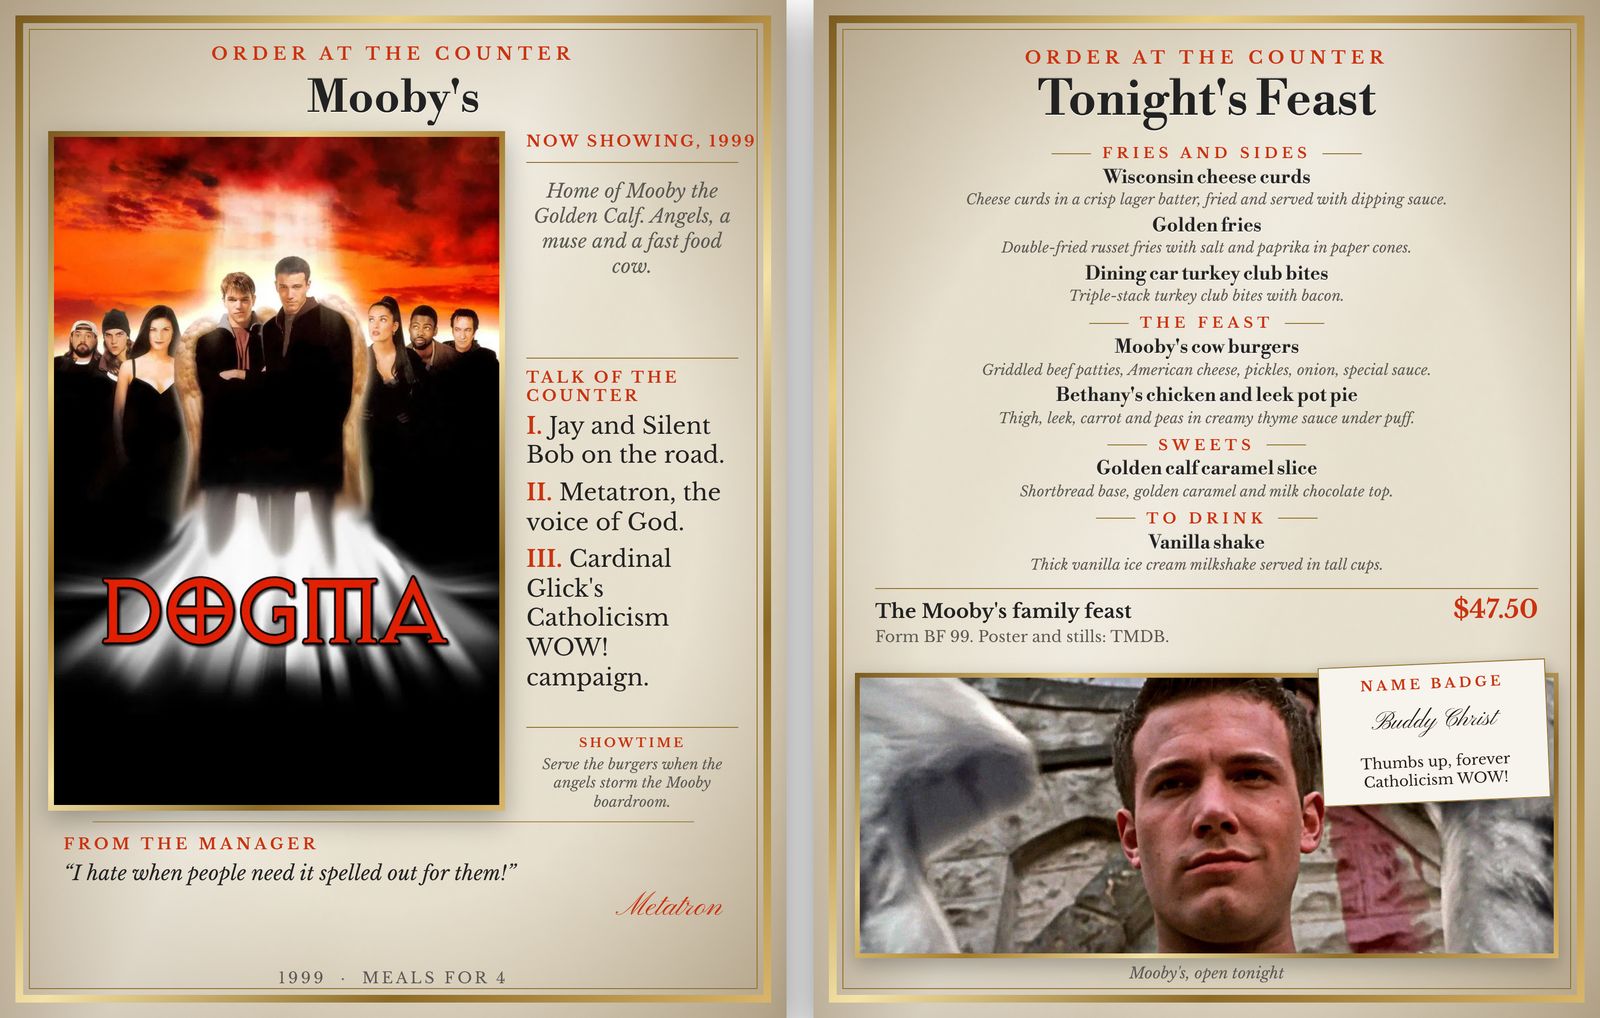 ORDER AT THE COUNTER
Mooby's
DOGMA
NOW SHOWING, 1999
Home of Mooby the
Golden Calf. Angels, a
muse and a fast food
cow.
TALK OF THE
COUNTER
I. Jay and Silent
Bob on the road.
II. Metatron, the
voice of God.
III. Cardinal
Glick's
Catholicism
WOW!
campaign.
SHOWTIME
Serve the burgers when the
angels storm the Mooby
boardroom.
FROM THE MANAGER
“I hate when people need it spelled out for them!”
Metatron
1999 · MEALS FOR 4
ORDER AT THE COUNTER
Tonight's Feast
FRIES AND SIDES
Wisconsin cheese curds
Cheese curds in a crisp lager batter, fried and served with dipping sauce.
Golden fries
Double-fried russet fries with salt and paprika in paper cones.
Dining car turkey club bites
Triple-stack turkey club bites with bacon.
THE FEAST
Mooby's cow burgers
Griddled beef patties, American cheese, pickles, onion, special sauce.
Bethany's chicken and leek pot pie
Thigh, leek, carrot and peas in creamy thyme sauce under puff.
SWEETS
Golden calf caramel slice
Shortbread base, golden caramel and milk chocolate top.
TO DRINK
Vanilla shake
Thick vanilla ice cream milkshake served in tall cups.
The Mooby's family feast $47.50
Form BF 99. Poster and stills: TMDB.
NAME BADGE
Buddy Christ
Thumbs up, forever
Catholicism WOW!
Mooby's, open tonight